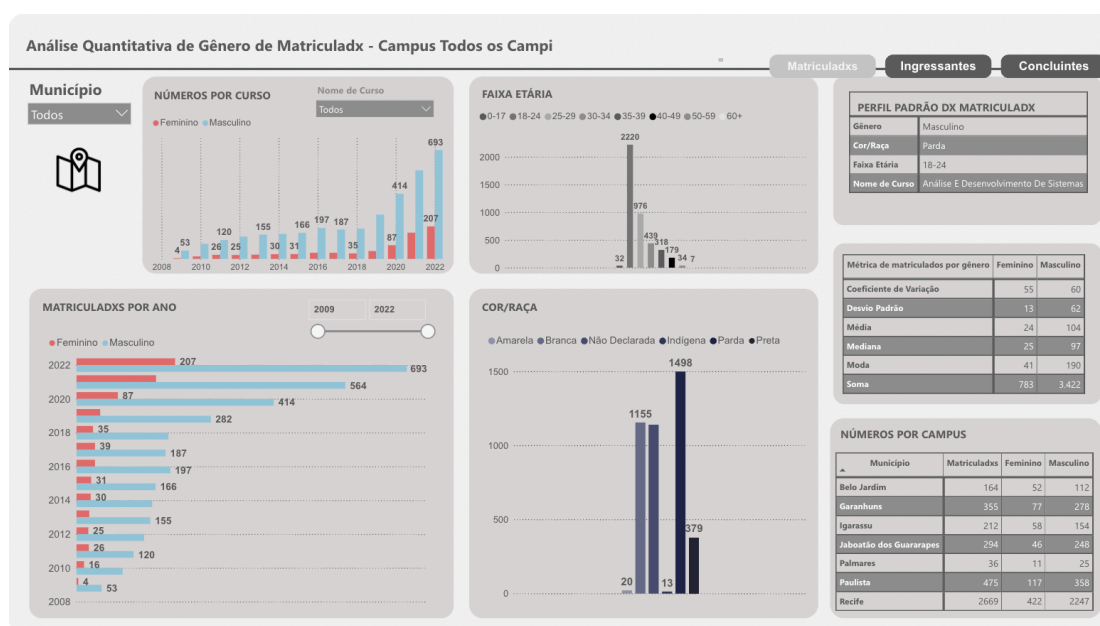 Análise Quantitativa de Gênero de Matriculadx - Campus Todos os Campi
Matriculadxs
Ingressantes
Concluintes
Município
Todos
NÚMEROS POR CURSO
Nome de Curso
Todos
Feminino Masculino
693
414
207
197 187
166
155
120
87
53
4
26 25
30 31
35
2008 2010 2012 2014 2016 2018 2020 2022
FAIXA ETÁRIA
0-17 18-24 25-29 30-34 35-39 40-49 50-59 60+
2220
2000
1500
976
1000
439
318
500
179
32
34 7
0
PERFIL PADRÃO DX MATRICULADX
Gênero Masculino
Cor/Raça Parda
Faixa Etária 18-24
Nome de Curso Análise E Desenvolvimento De Sistemas
MATRICULADXS POR ANO
2009 2022
Feminino Masculino
2022 207
693
564
2020 87
414
282
2018 35
39
187
2016
197
31
166
2014 30
155
2012 25
26
120
2010 16
4
53
2008
COR/RAÇA
Amarela Branca Não Declarada Indígena Parda Preta
1498
1500
1155
1000
500
379
20
13
0
Métrica de matriculados por gênero Feminino Masculino
Coeficiente de Variação 55 60
Desvio Padrão 13 62
Média 24 104
Mediana 25 97
Moda 41 190
Soma 783 3.422
NÚMEROS POR CAMPUS
Município Matriculadxs Feminino Masculino
Belo Jardim 164 52 112
Garanhuns 355 77 278
Igarassu 212 58 154
Jaboatão dos Guararapes 294 46 248
Palmares 36 11 25
Paulista 475 117 358
Recife 2669 422 2247